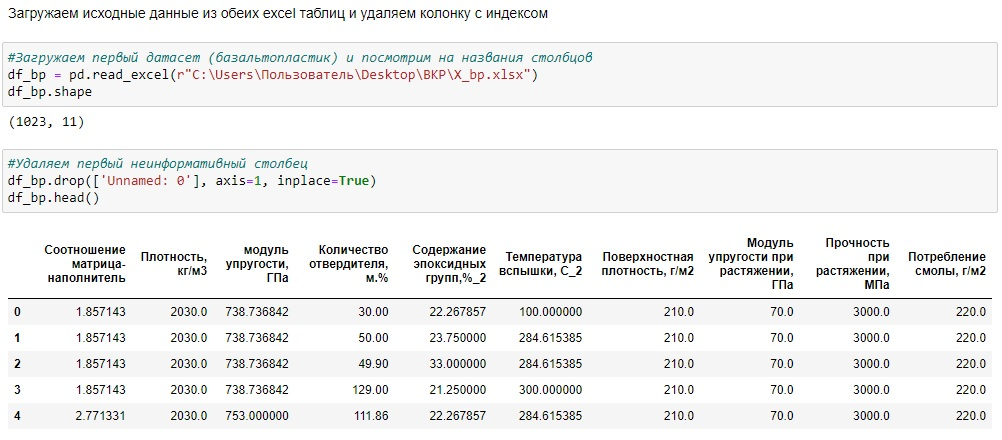 Загружаем исходные данные из обеих excel таблиц и удаляем колонку с индексом
#Загружаем первый датасет (базальтопластик) и посмотрим на названия столбцов
df_bp = pd.read_excel(r"C:\Users\Пользователь\Desktop\ВКР\X_bp.xlsx")
df_bp.shape
(1023, 11)
#Удаляем первый неинформативный столбец
df_bp.drop(['Unnamed: 0'], axis=1, inplace=True)
df_bp.head()
Соотношение матрица-наполнитель Плотность, кг/м3 модуль упругости, ГПа Количество отвердителя, м.% Содержание эпоксидных групп,%_2 Температура вспышки, С_2 Поверхностная плотность, г/м2 Модуль упругости при растяжении, ГПа Прочность при растяжении, МПа Потребление смолы, г/м2
0 1.857143 2030.0 738.736842 30.00 22.267857 100.000000 210.0 70.0 3000.0 220.0
1 1.857143 2030.0 738.736842 50.00 23.750000 284.615385 210.0 70.0 3000.0 220.0
2 1.857143 2030.0 738.736842 49.90 33.000000 284.615385 210.0 70.0 3000.0 220.0
3 1.857143 2030.0 738.736842 129.00 21.250000 300.000000 210.0 70.0 3000.0 220.0
4 2.771331 2030.0 753.000000 111.86 22.267857 284.615385 210.0 70.0 3000.0 220.0